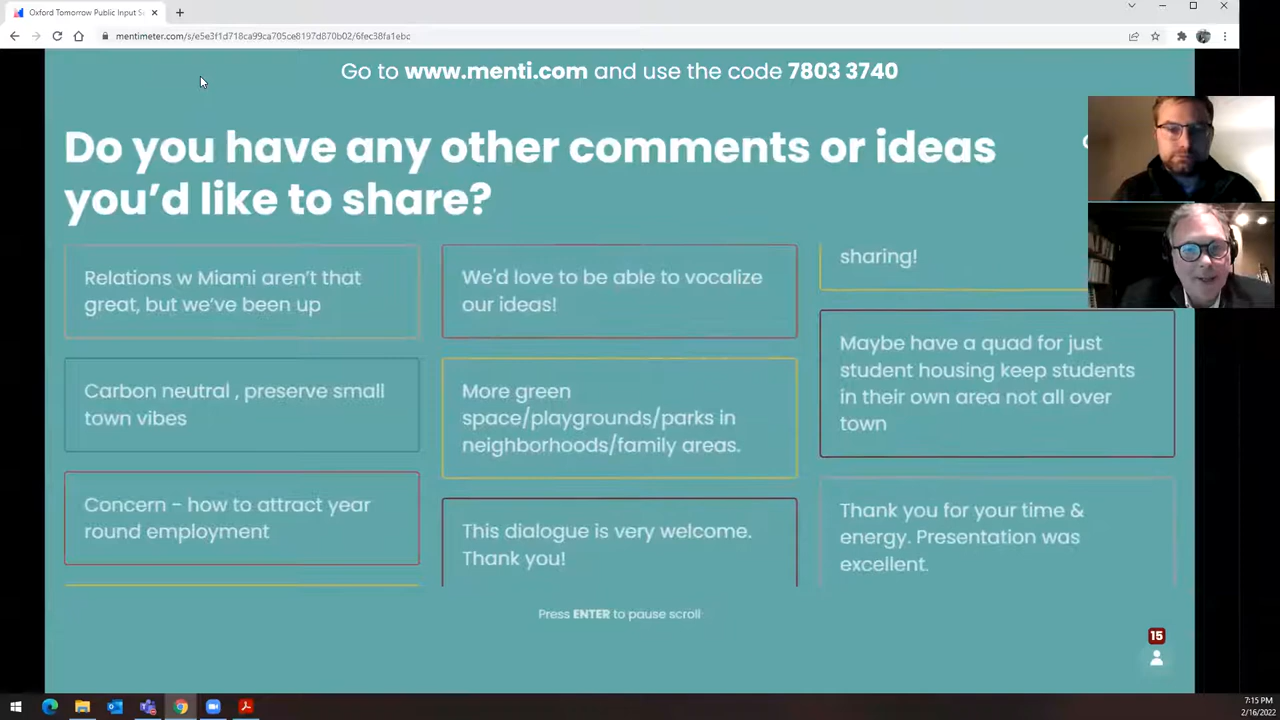 Oxford Tomorrow Public Input Se
mentimeter.com/s/e5e3f1d718ca99ca705ce8197d870b02/6fec38fa1ebc
Go to www.menti.com and use the code 7803 3740
Do you have any other comments or ideas
you'd like to share?
Relations w Miami aren't that
great, but we've been up
Carbon neutral , preserve small
town vibes
Concern - how to attract year
round employment
We'd love to be able to vocalize
our ideas!
More green
space/playgrounds/parks in
neighborhoods/family areas.
This dialogue is very welcome.
Thank you!
sharing!
Maybe have a quad for just
student housing keep students
in their own area not all over
town
Thank you for your time &
energy. Presentation was
excellent.
Press ENTER to pause scroll
15
7:15 PM
2/16/2022